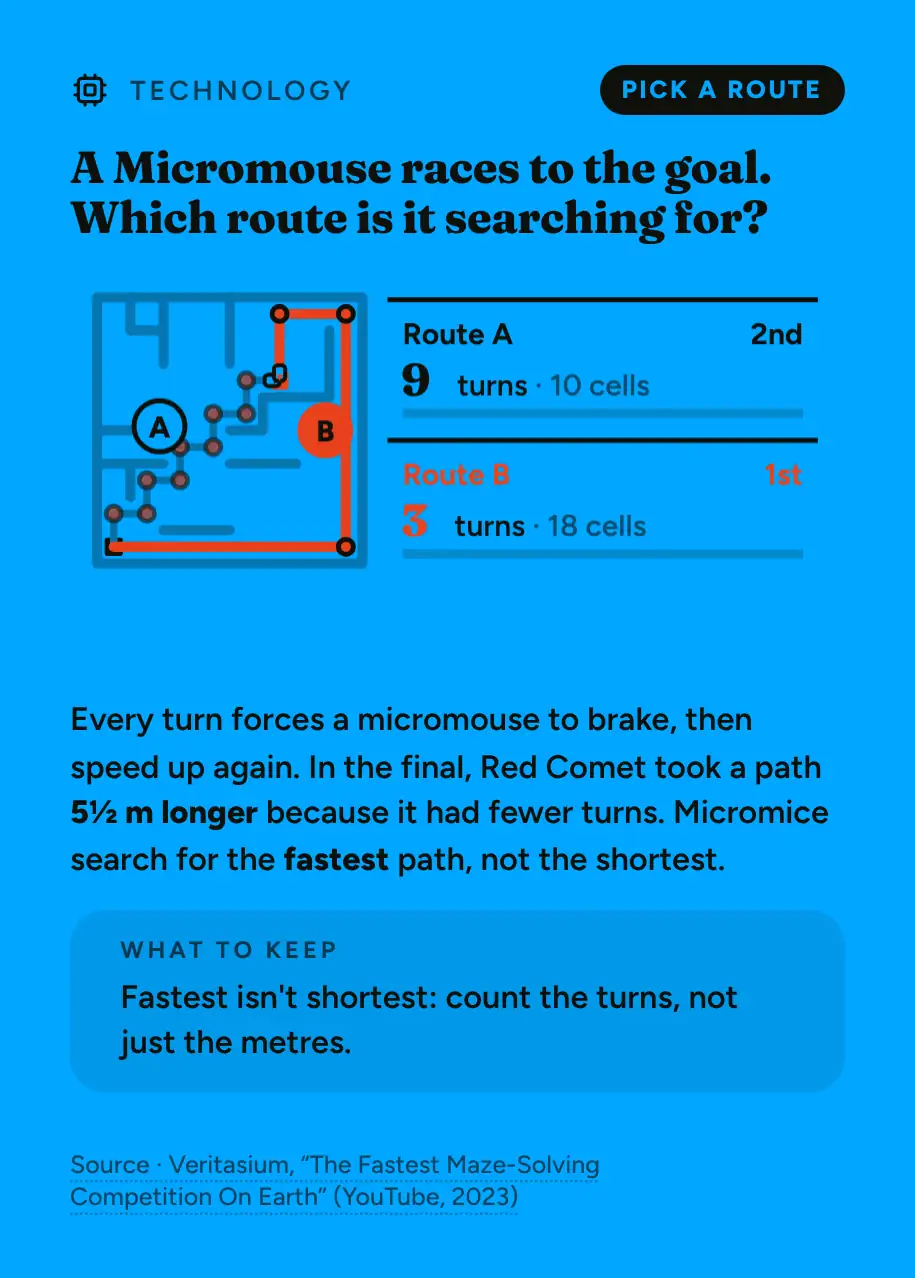 TECHNOLOGY
PICK A ROUTE
A Micromouse races to the goal.
Which route is it searching for?
A
B
Route A 2nd
9 turns · 10 cells
Route B 1st
3 turns · 18 cells
Every turn forces a micromouse to brake, then
speed up again. In the final, Red Comet took a path
5½ m longer because it had fewer turns. Micromice
search for the fastest path, not the shortest.
WHAT TO KEEP
Fastest isn't shortest: count the turns, not
just the metres.
Source · Veritasium, “The Fastest Maze-Solving
Competition On Earth” (YouTube, 2023)